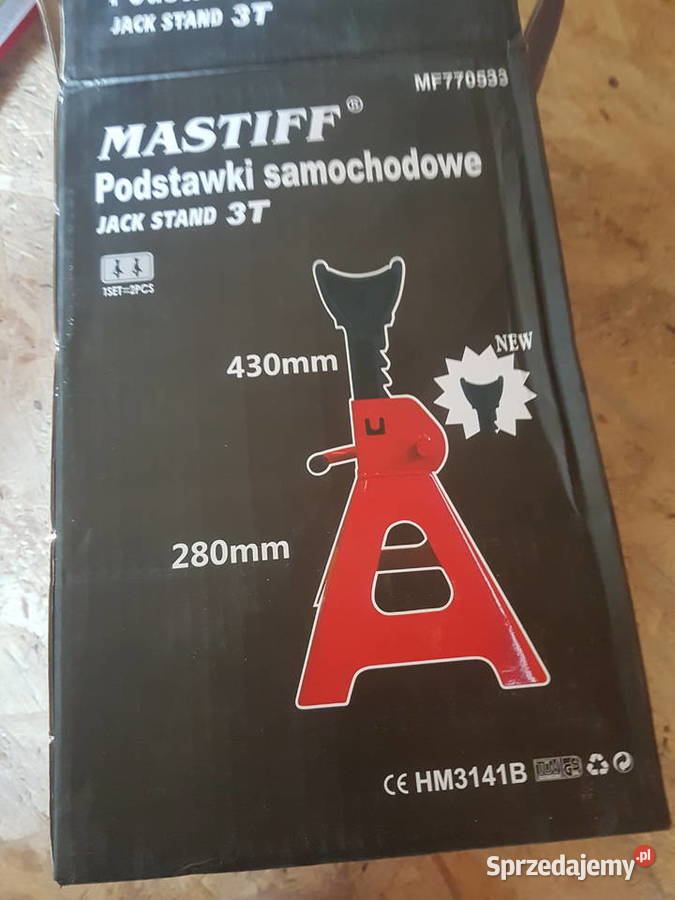 JACK STAND 3T
MF770533
MASTIFF®
Podstawki samochodowe
JACK STAND 3T
1SET=2PCS
430mm
NEW
280mm
CE HM3141B
Sprzedajemy.pl